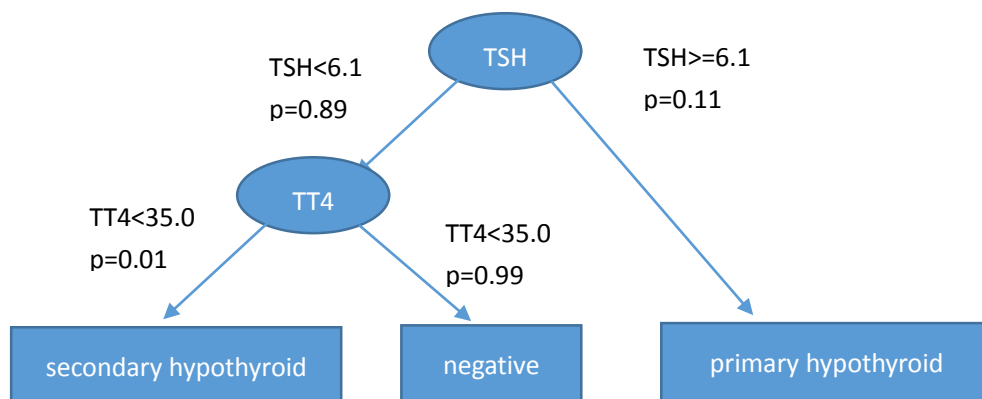 TSH
TSH<6.1
p=0.89
TSH>=6.1
p=0.11
TT4
TT4<35.0
p=0.01
TT4<35.0
p=0.99
secondary hypothyroid
negative
primary hypothyroid